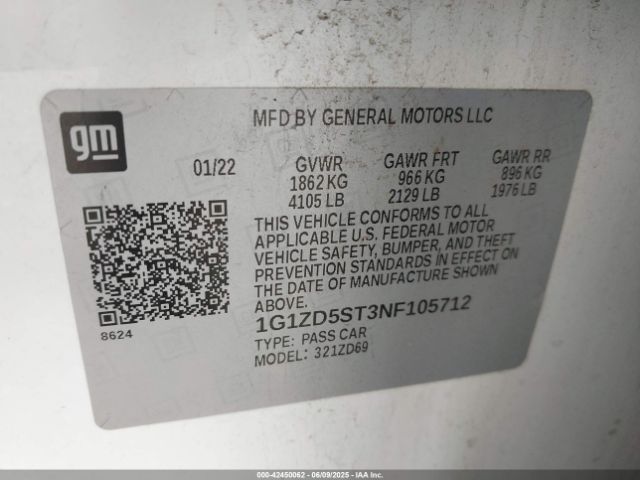 gm
MFD BY GENERAL MOTORS LLC
01/22 GVWR GAWR FRT GAWR RR
1862 KG 966 KG 896 KG
4105 LB 2129 LB 1976 LB
THIS VEHICLE CONFORMS TO ALL
APPLICABLE U.S. FEDERAL MOTOR
VEHICLE SAFETY, BUMPER, AND THEFT
PREVENTION STANDARDS IN EFFECT ON
THE DATE OF MANUFACTURE SHOWN
ABOVE.
8624
1G1ZD5ST3NF105712
TYPE: PASS CAR
MODEL: 321ZD69
000-42450062 / 06/09/2025 / IAAI.com